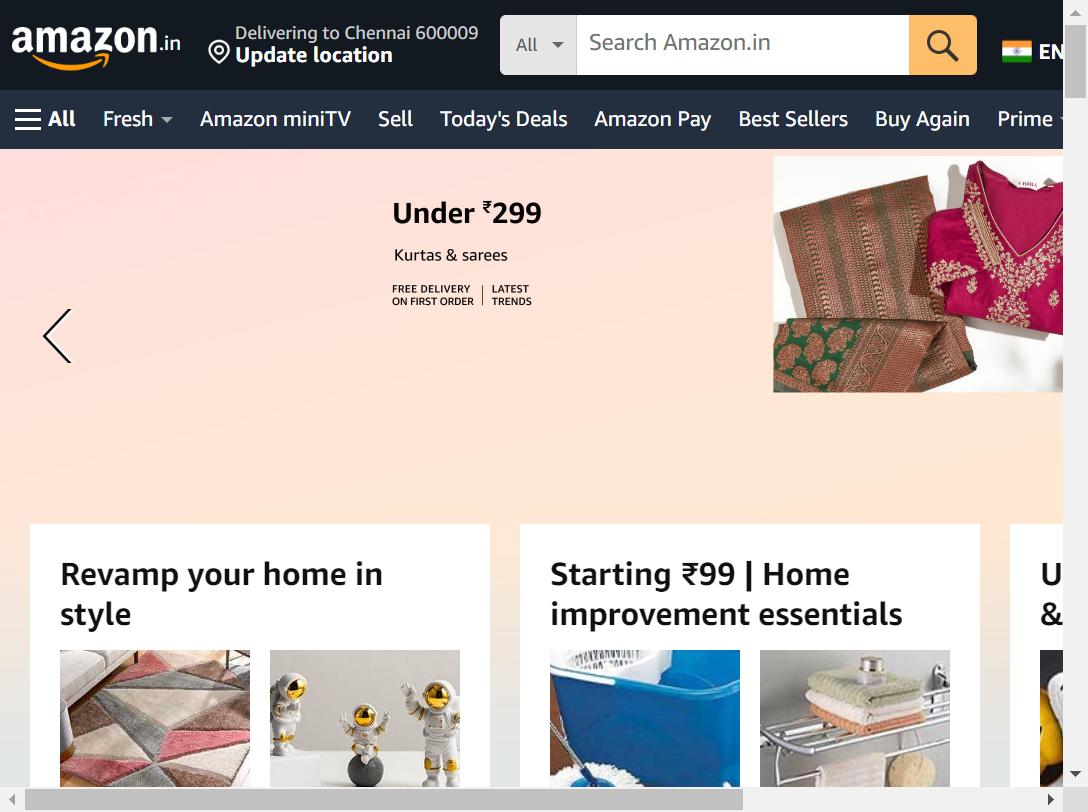 amazon.in
Delivering to Chennai 600009
Update location
All
Search Amazon.in
EN
All
Fresh
Amazon miniTV
Sell
Today's Deals
Amazon Pay
Best Sellers
Buy Again
Prime
Under ₹299
Kurtas & sarees
FREE DELIVERY
ON FIRST ORDER
LATEST
TRENDS
Revamp your home in
style
Starting ₹99 | Home
improvement essentials
U
&